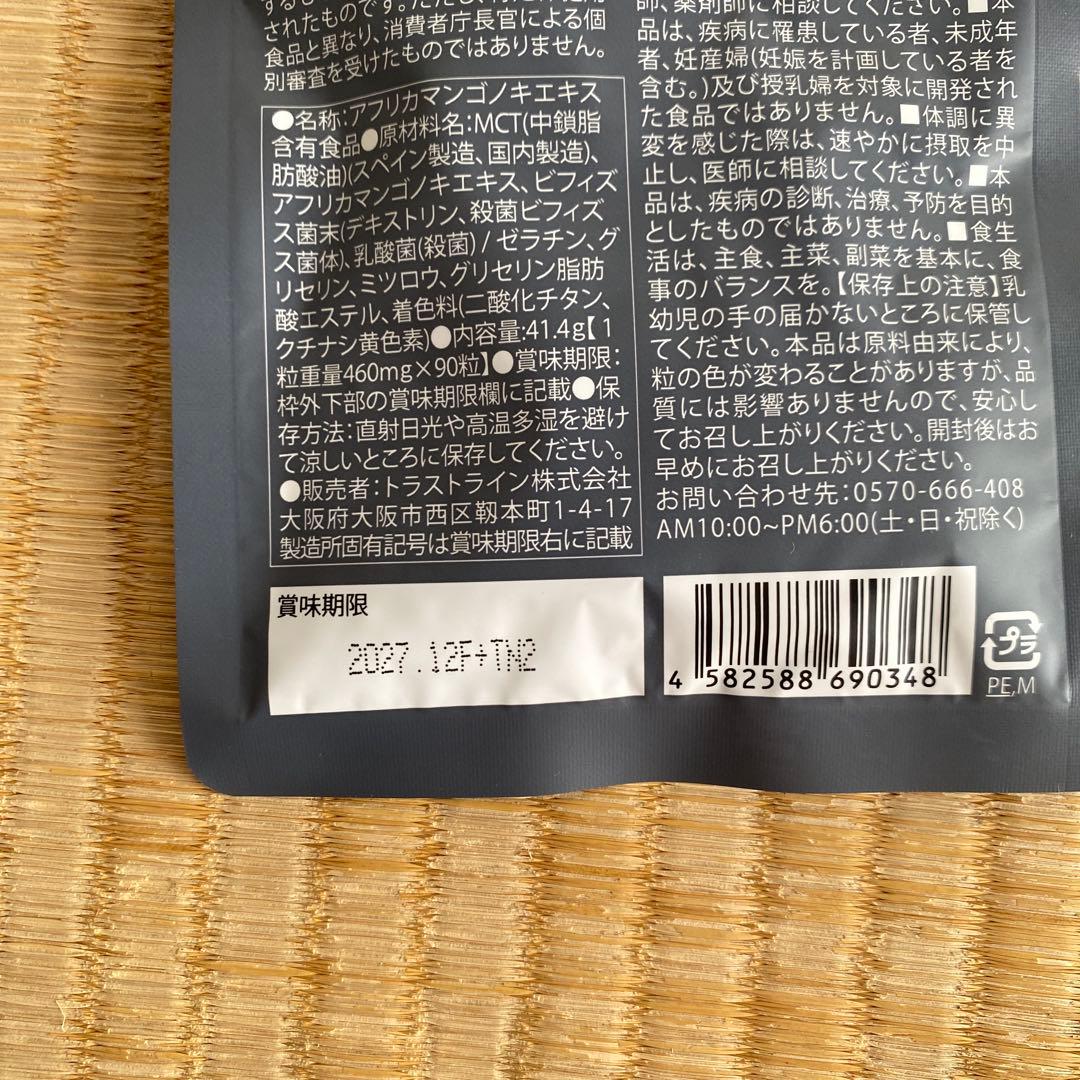 されたものです。ただし、
食品と異なり、消費者庁長官による個
別審査を受けたものではありません。
●名称:アフリカマンゴノキエキス
含有食品●原材料名:MCT(中鎖脂
肪酸油)(スペイン製造、国内製造)、
アフリカマンゴノキエキス、ビフィズ
ス菌末(デキストリン、殺菌ビフィズ
ス菌体)、乳酸菌(殺菌) / ゼラチン、グ
リセリン、ミツロウ、グリセリン脂肪
酸エステル、着色料(二酸化チタン、
クチナシ黄色素)●内容量:41.4g【1
粒重量460mg×90粒】●賞味期限:
枠外下部の賞味期限欄に記載●保
存方法:直射日光や高温多湿を避け
て涼しいところに保存してください。
●販売者:トラストライン株式会社
大阪府大阪市西区靱本町1-4-17
製造所固有記号は賞味期限右に記載
師、薬剤師に相談してください。■本
品は、疾病に罹患している者、未成年
者、妊産婦(妊娠を計画している者を
含む。)及び授乳婦を対象に開発され
た食品ではありません。■体調に異
変を感じた際は、速やかに摂取を中
止し、医師に相談してください。■本
品は、疾病の診断、治療、予防を目的
としたものではありません。■食生
活は、主食、主菜、副菜を基本に、食
事のバランスを。【保存上の注意】乳
幼児の手の届かないところに保管し
てください。本品は原料由来により、
粒の色が変わることがありますが、品
質には影響ありませんので、安心し
てお召し上がりください。開封後はお
早めにお召し上がりください。
お問い合わせ先:0570-666-408
AM10:00~PM6:00(土・日・祝除く)
賞味期限
2027.12F+TN2
4 582588 690348
プラ
PE,M